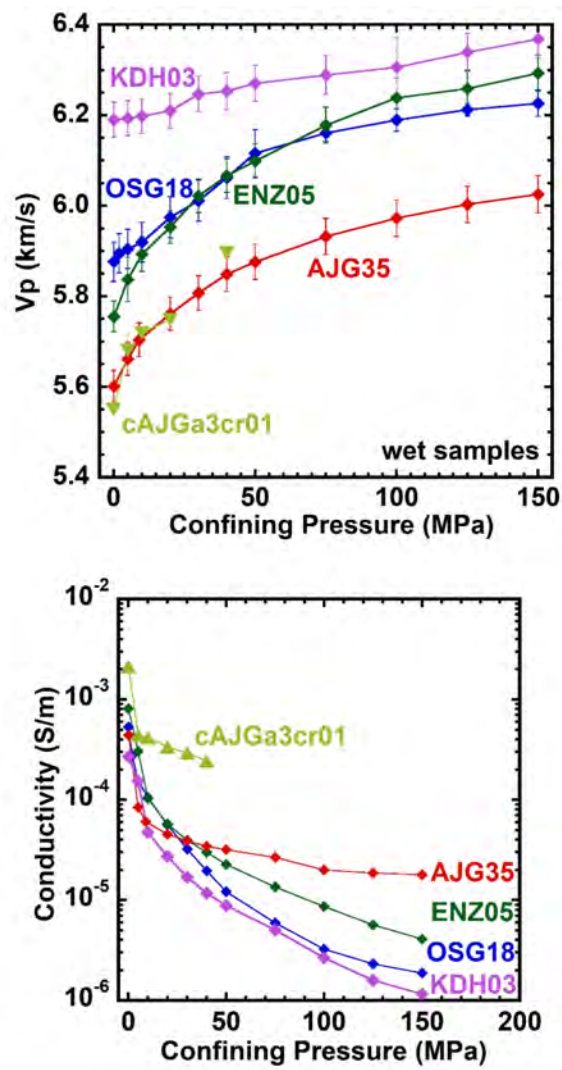 6.4
KDH03
6.2
OSG18
ENZ05
6.0
Vp (km/s)
AJG35
5.8
5.6
cAJGa3cr01
wet samples
5.4
0 50 100 150
Confining Pressure (MPa)
10-2
10-3
cAJGa3cr01
Conductivity (S/m)
10-4
AJG35
10-5
ENZ05
OSG18
KDH03
10-6
0 50 100 150 200
Confining Pressure (MPa)